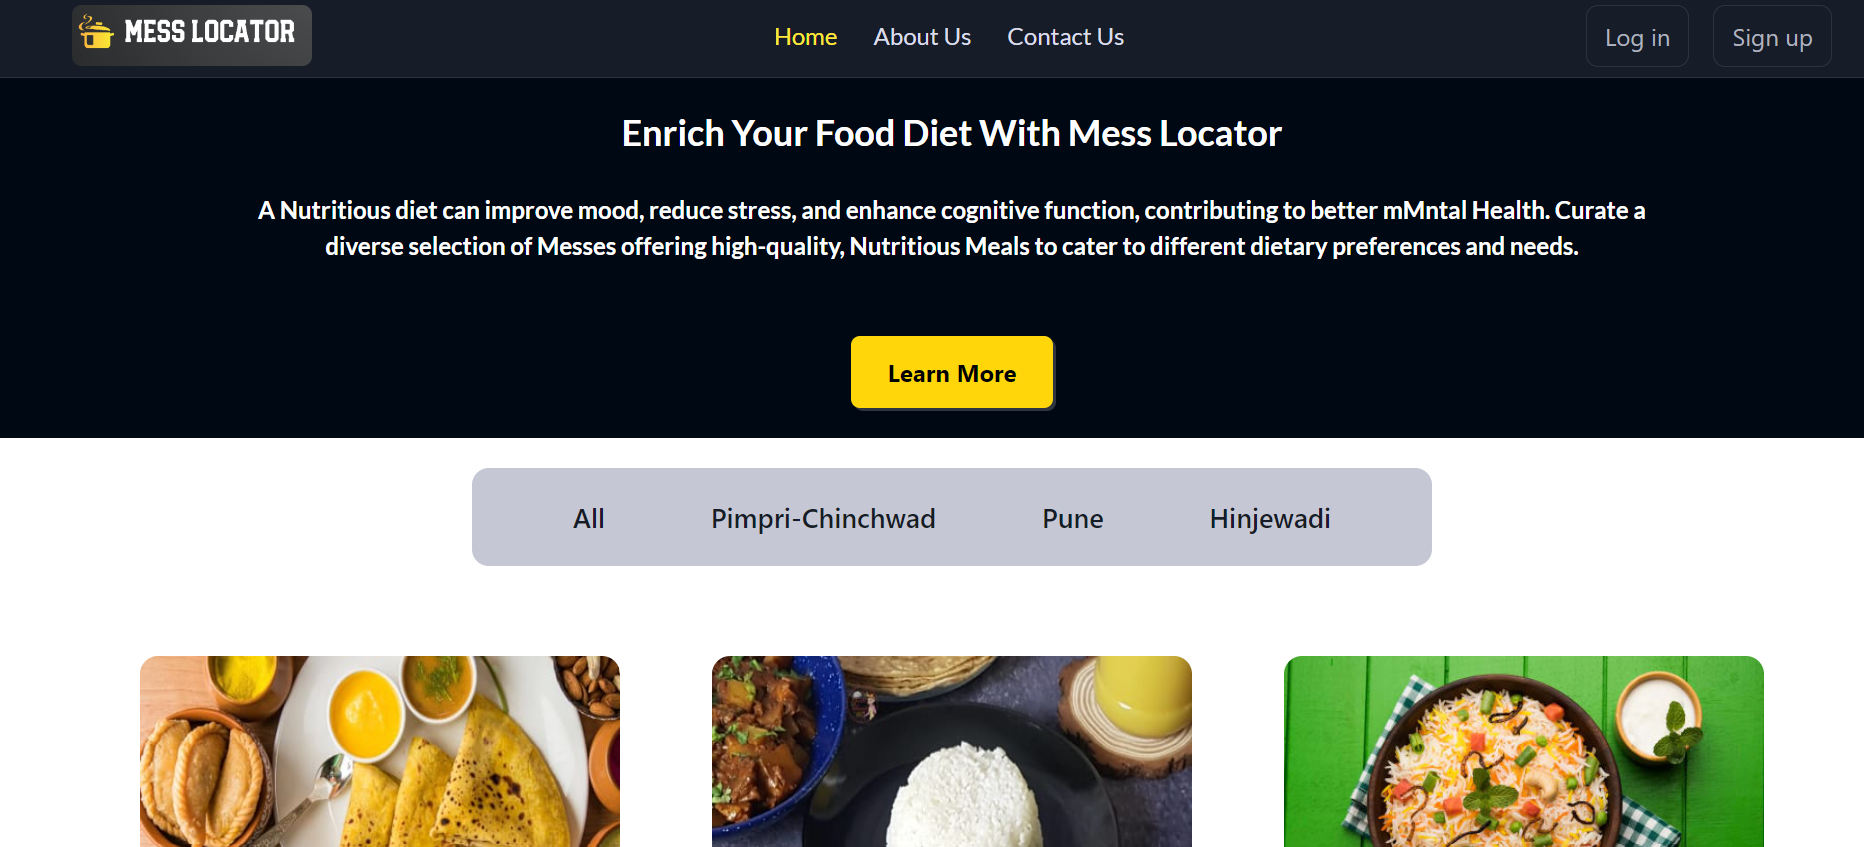 MESS LOCATOR
Home
About Us
Contact Us
Log in
Sign up
Enrich Your Food Diet With Mess Locator
A Nutritious diet can improve mood, reduce stress, and enhance cognitive function, contributing to better mMntal Health. Curate a
diverse selection of Messes offering high-quality, Nutritious Meals to cater to different dietary preferences and needs.
Learn More
All
Pimpri-Chinchwad
Pune
Hinjewadi